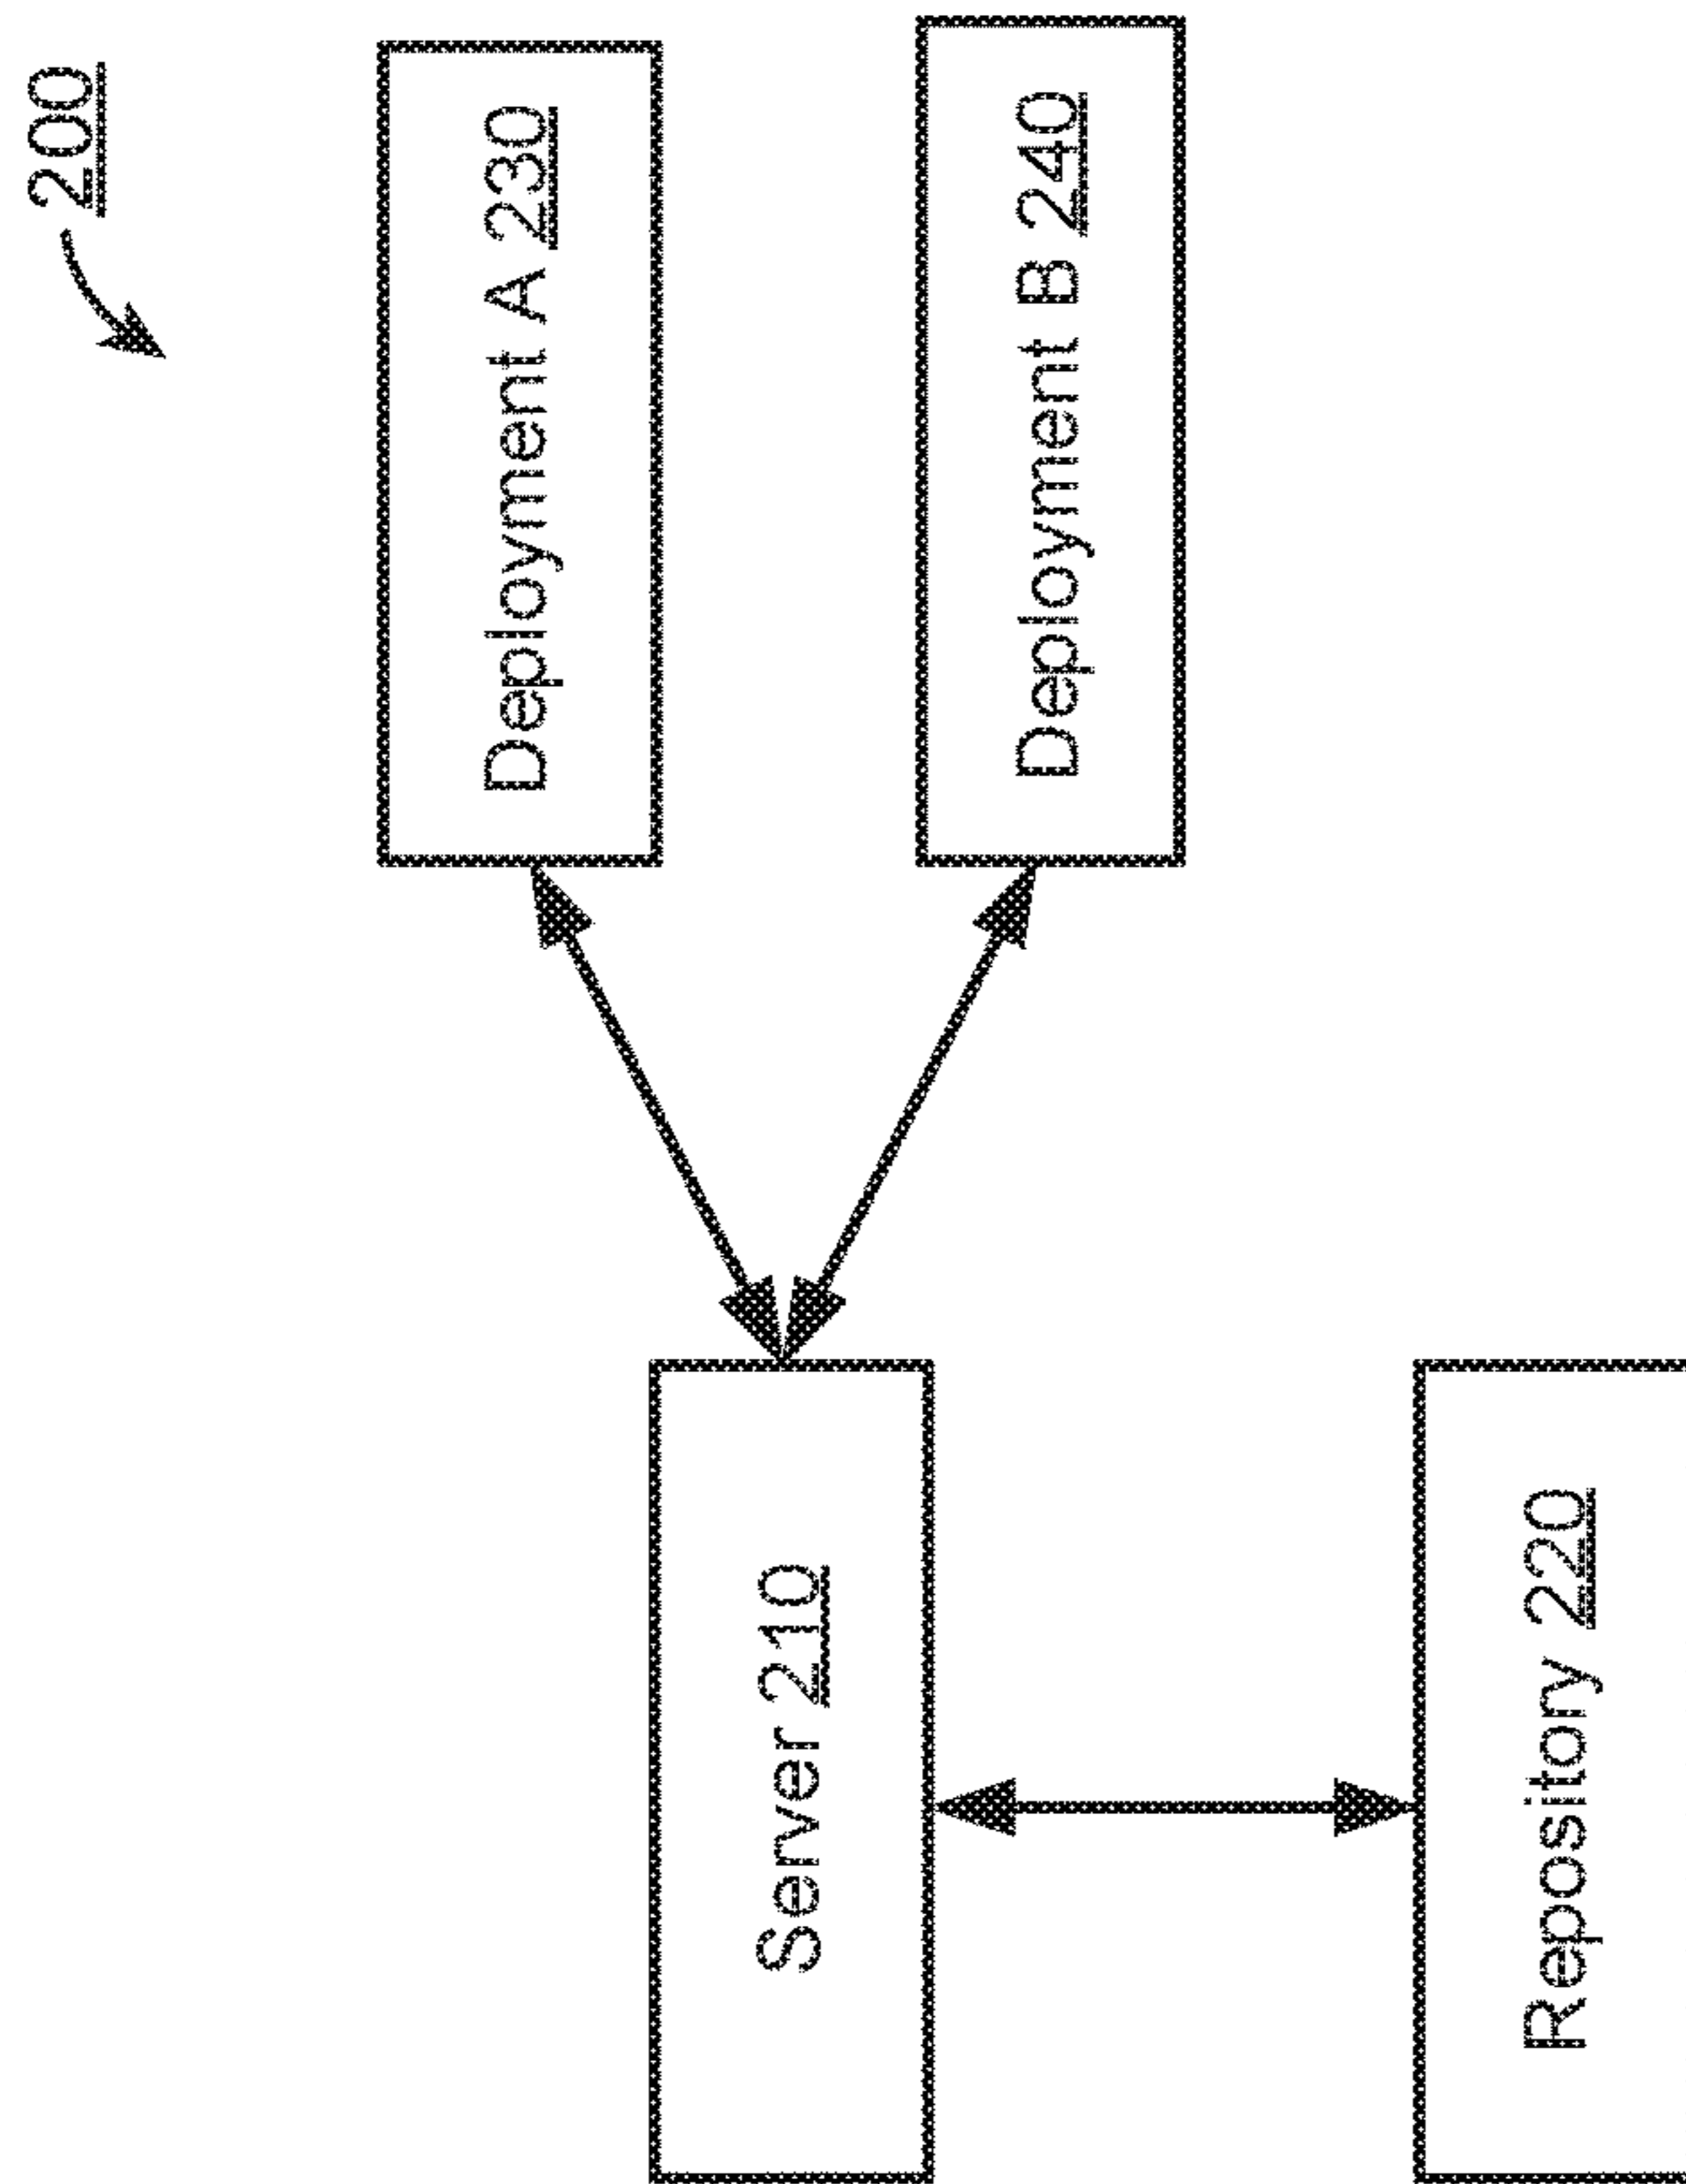 200
Deployment A 230
Server 210
Deployment B 240
Repository 220